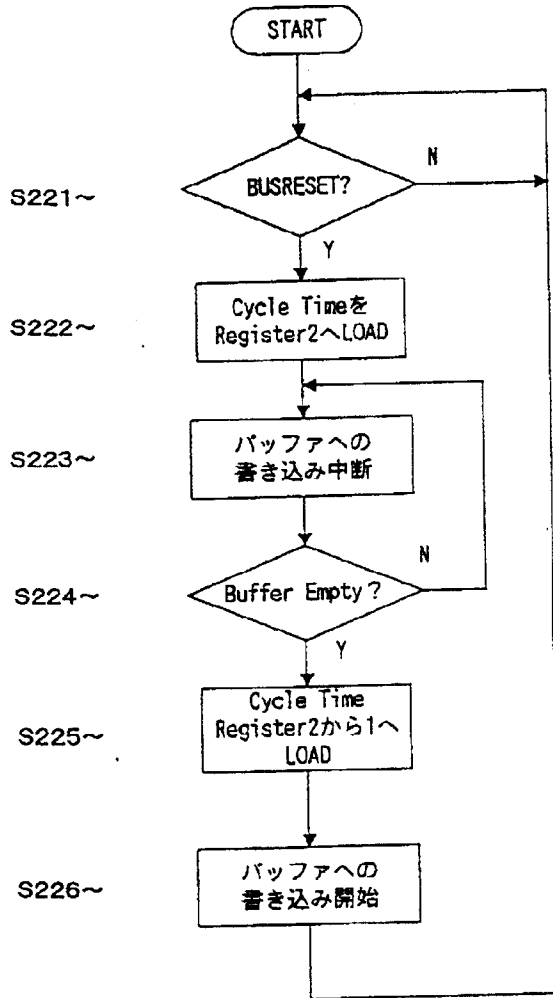 START
N
S221~
BUSRESET?
Y
S222~
Cycle Timeを
Register2へLOAD
S223~
バッファへの
書き込み中断
N
S224~
Buffer Empty?
Y
S225~
Cycle Time
Register2から1へ
LOAD
S226~
バッファへの
書き込み開始